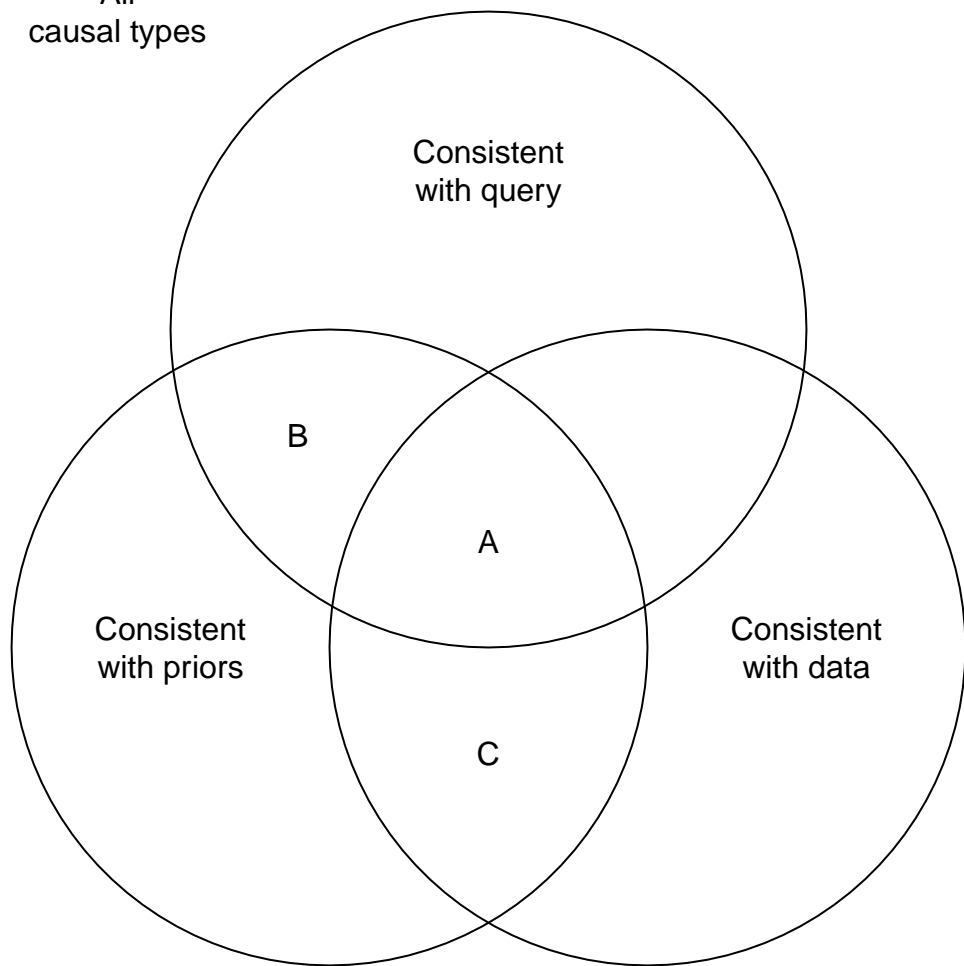 causal types
Consistent
with query
B
A
Consistent
with priors
Consistent
with data
C